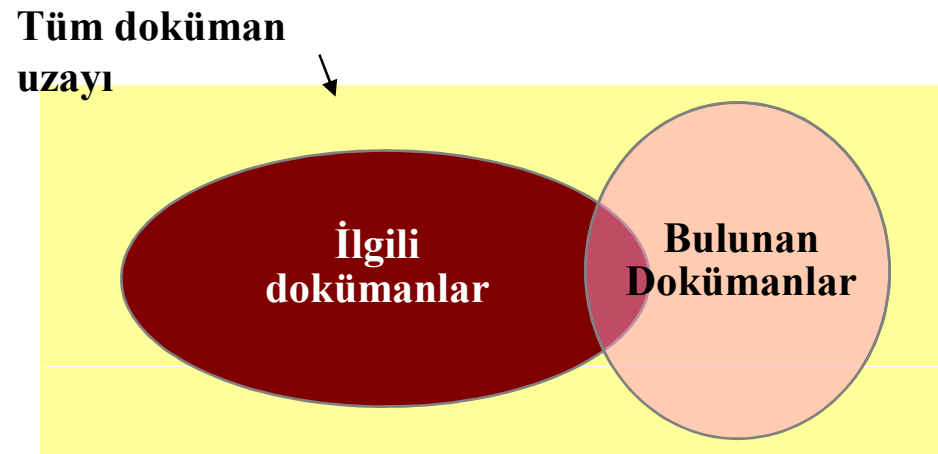 Tüm doküman
uzayı
İlgili
dokümanlar
Bulunan
Dokümanlar